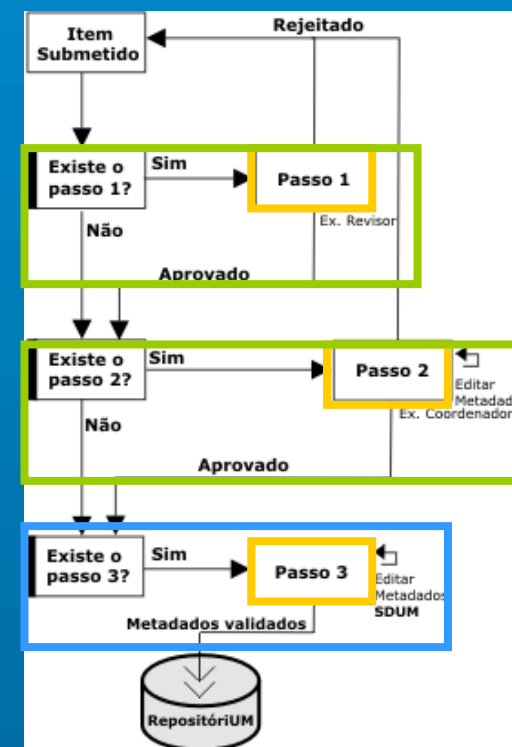 Rejeitado
Item
Submetido
Existe o
passo 1?
Sim
Passo 1
Ex. Revisor
Não
Aprovado
Existe o
passo 2?
Sim
Passo 2
Editar
Metadad
Ex. Coordenador
Não
Aprovado
Existe o
passo 3?
Sim
Passo 3
Editar
Metadados
SDUM
Metadados validados
RepositóriUM